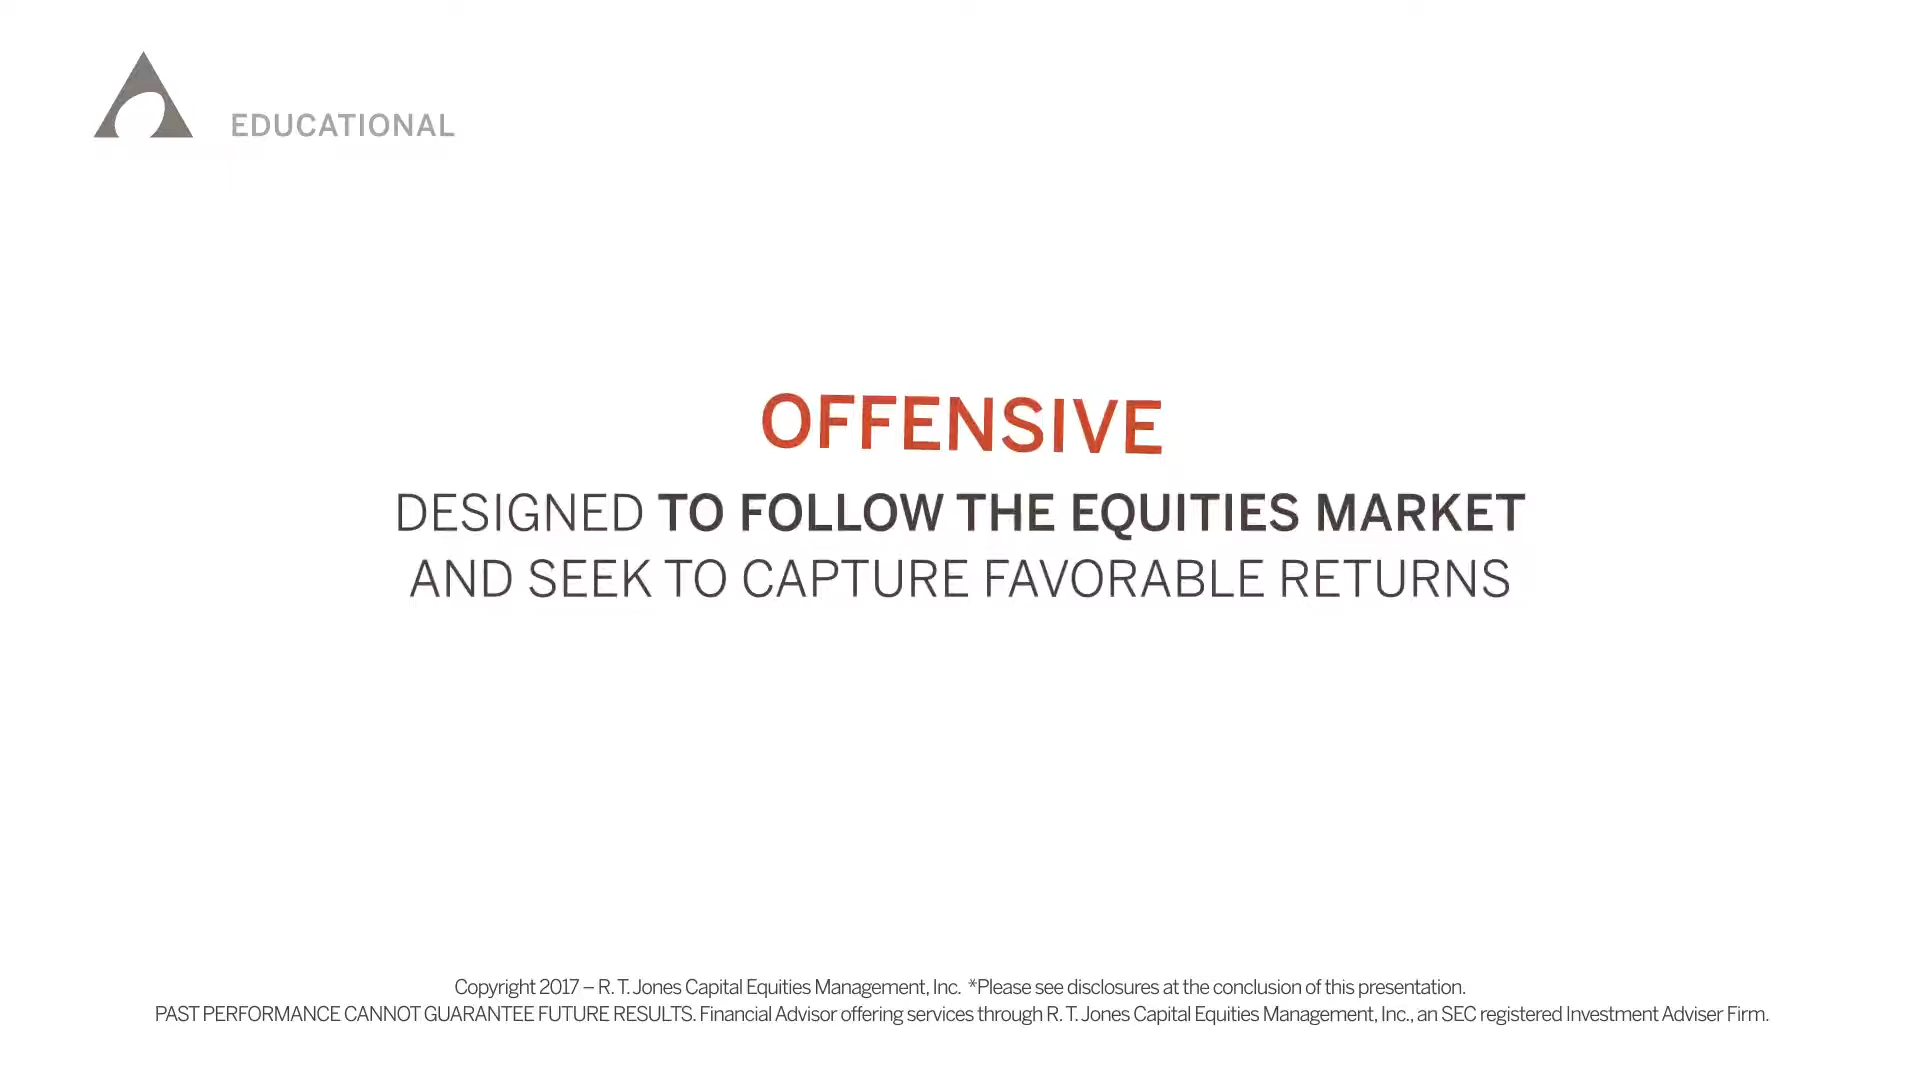 EDUCATIONAL
OFFENSIVE
DESIGNED TO FOLLOW THE EQUITIES MARKET
AND SEEK TO CAPTURE FAVORABLE RETURNS
Copyright 2017 – R. T. Jones Capital Equities Management, Inc. *Please see disclosures at the conclusion of this presentation.
PAST PERFORMANCE CANNOT GUARANTEE FUTURE RESULTS. Financial Advisor offering services through R. T. Jones Capital Equities Management, Inc., an SEC registered Investment Adviser Firm.